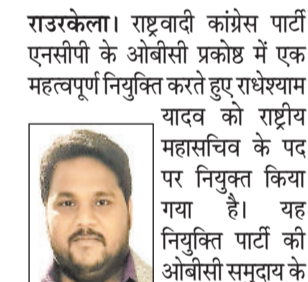 राउरकेला। राष्ट्रवादी कांग्रेस पार्टी
एनसीपी के ओबीसी प्रकोष्ठ में एक
महत्वपूर्ण नियुक्ति करते हुए राधेश्याम
यादव को राष्ट्रीय
महासचिव के पद
पर नियुक्त किया
गया है। यह
नियुक्ति पार्टी की
ओबीसी समुदाय के